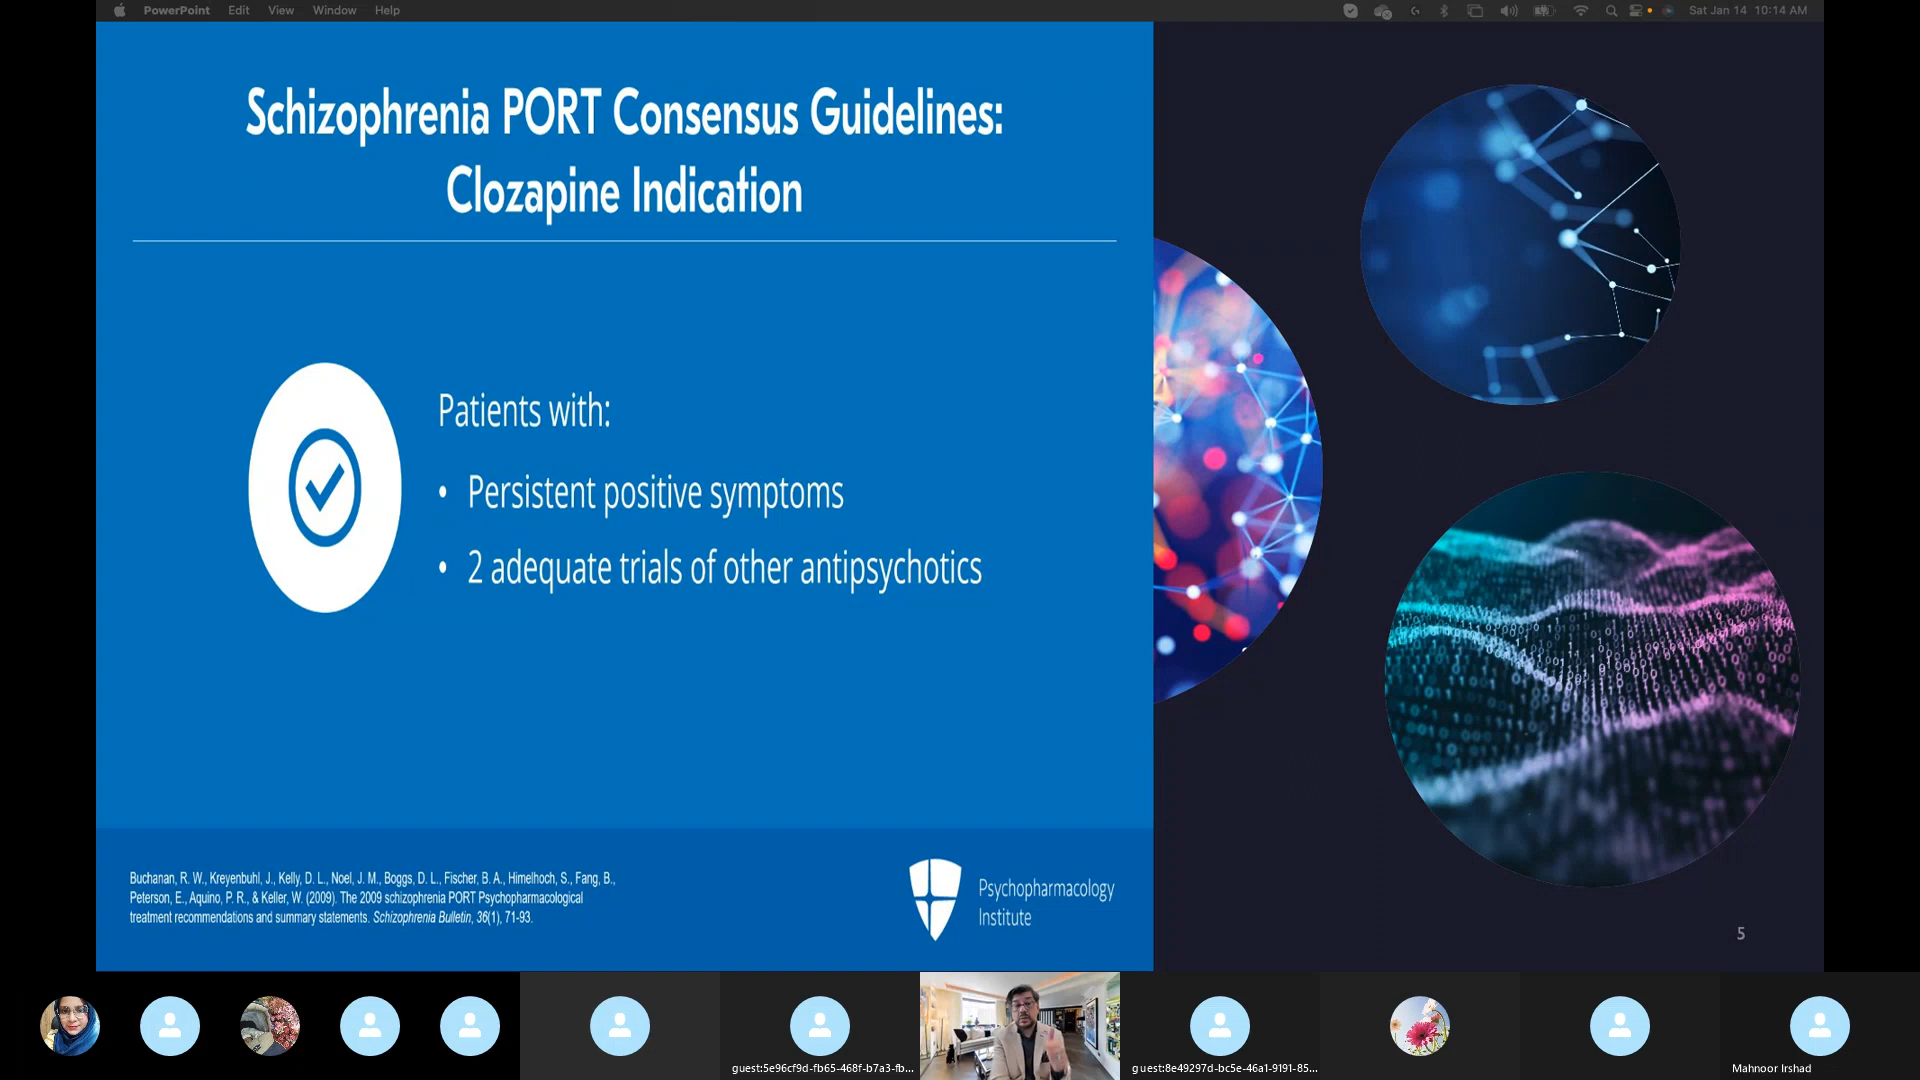 PowerPoint Edit View Window Help Sat Jan 14 10:14 AM
Schizophrenia PORT Consensus Guidelines:
Clozapine Indication
Patients with:
• Persistent positive symptoms
• 2 adequate trials of other antipsychotics
Buchanan, R. W., Kreyenbuhl, J., Kelly, D. L., Noel, J. M., Boggs, D. L., Fischer, B. A., Himelhoch, S., Fang, B.,
Peterson, E., Aquino, P. R., & Keller, W. (2009). The 2009 schizophrenia PORT Psychopharmacological
treatment recommendations and summary statements. Schizophrenia Bulletin, 36(1), 71-93.
Psychopharmacology
Institute
5
guest:5e96cf9d-fb65-468f-b7a3-fb...
guest:8e49297d-bc5e-46a1-9191-85...
Mahnoor Irshad